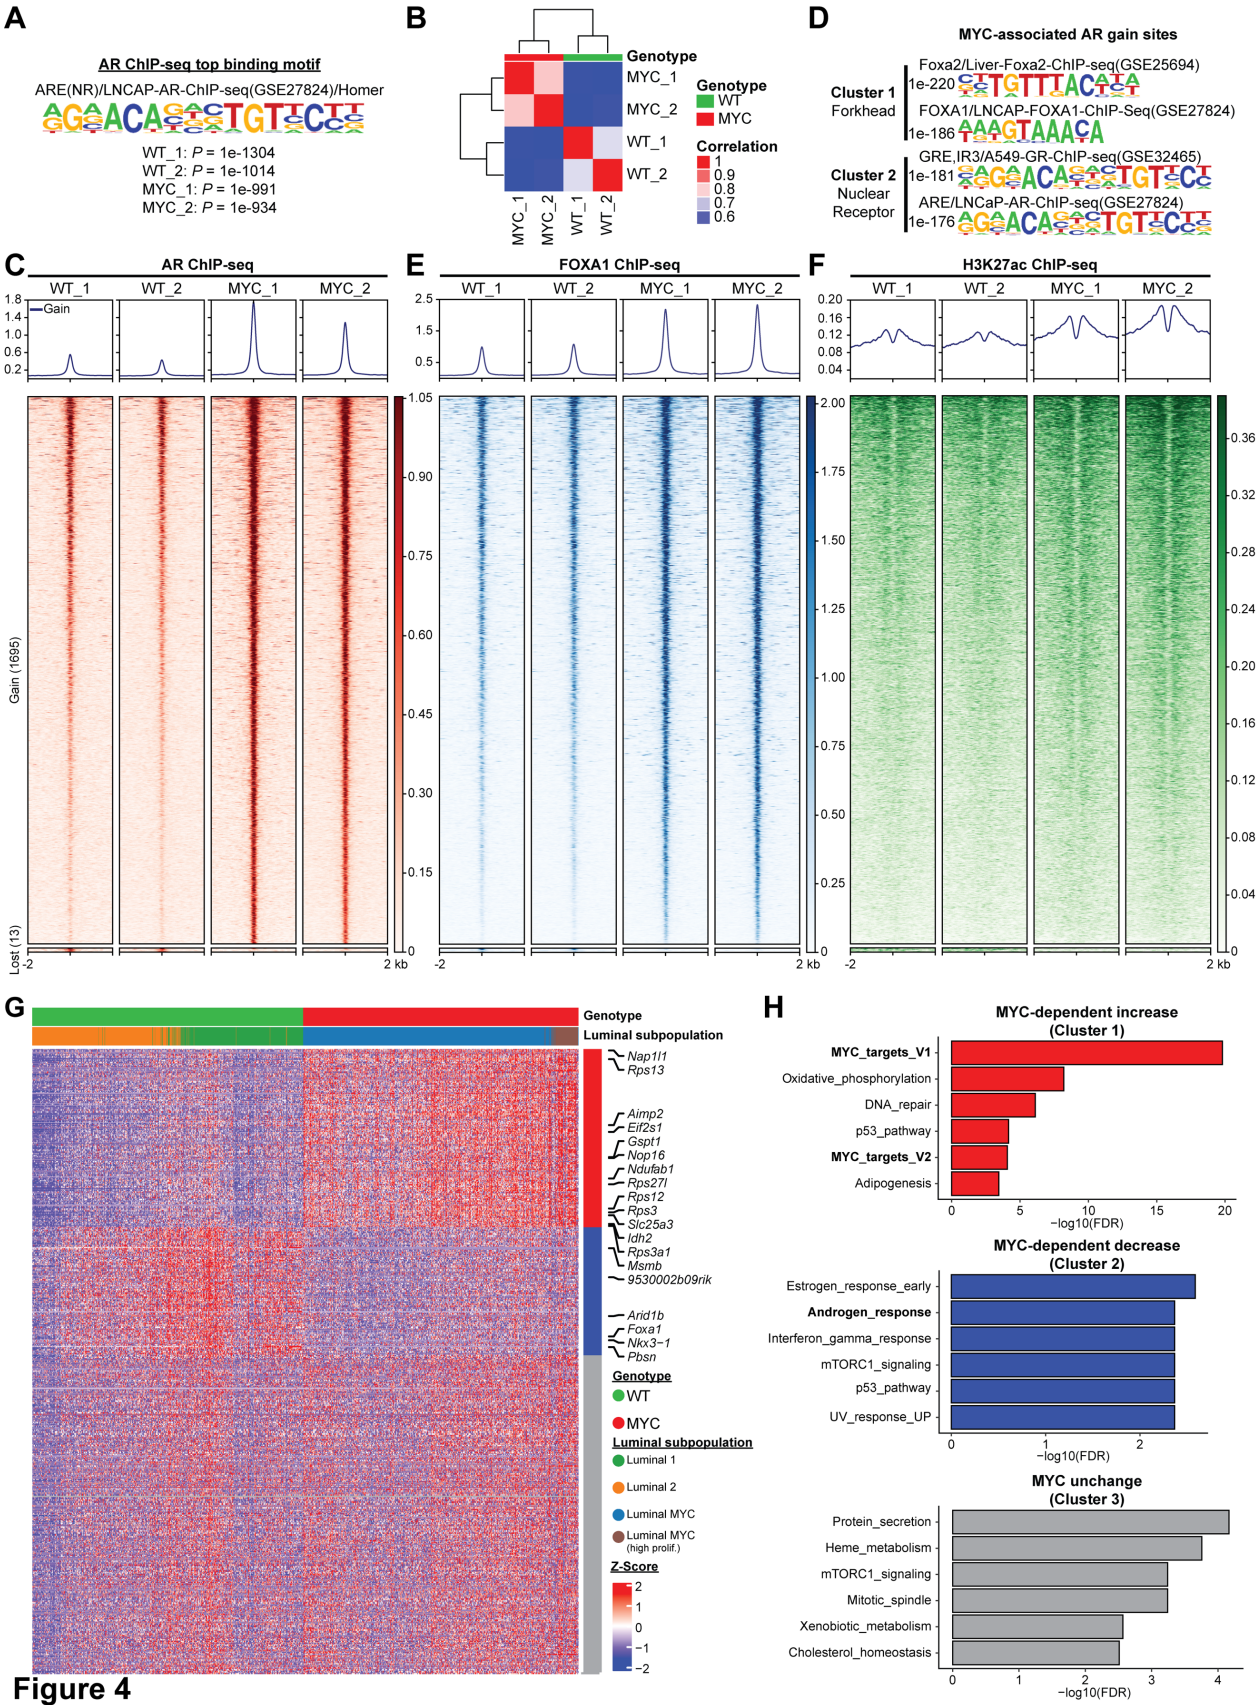 A
AR ChIP-seq top binding motif
ARE(NR)/LNCAP-AR-ChIP-seq(GSE27824)/Homer
WT_1: P = 1e-1304
WT_2: P = 1e-1014
MYC_1: P = 1e-991
MYC_2: P = 1e-934
B
Genotype
MYC_1
MYC_2
WT_1
WT_2
MYC_1
MYC_2
WT_1
WT_2
Genotype
WT
MYC
Correlation
1
0.9
0.8
0.7
0.6
D
MYC-associated AR gain sites
Cluster 1
Forkhead
Foxa2/Liver-Foxa2-ChIP-seq(GSE25694)
1e-220
FOXA1/LNCAP-FOXA1-ChIP-Seq(GSE27824)
1e-186
Cluster 2
Nuclear
Receptor
GRE,IR3/A549-GR-ChIP-seq(GSE32465)
1e-181
ARE/LNCaP-AR-ChIP-seq(GSE27824)
1e-176
C
AR ChIP-seq
WT_1 WT_2 MYC_1 MYC_2
Gain
1.8
1.4
1.0
0.6
0.2
1.05
0.90
0.75
0.60
0.45
0.30
0.15
0
Gain (1695)
Lost (13)
-2
2 kb
E
FOXA1 ChIP-seq
WT_1 WT_2 MYC_1 MYC_2
2.5
1.5
0.5
2.00
1.75
1.50
1.25
1.00
0.75
0.50
0.25
0
-2
2 kb
F
H3K27ac ChIP-seq
WT_1 WT_2 MYC_1 MYC_2
0.20
0.16
0.12
0.08
0.04
0.36
0.32
0.28
0.24
0.20
0.16
0.12
0.08
0.04
0
-2
2 kb
G
Genotype
Luminal subpopulation
Nap1l1
Rps13
Aimp2
Eif2s1
Gspt1
Nop16
Ndufab1
Rps27l
Rps12
Rps3
Slc25a3
Idh2
Rps3a1
Msmb
9530002b09rik
Arid1b
Foxa1
Nkx3−1
Pbsn
Genotype
WT
MYC
Luminal subpopulation
Luminal 1
Luminal 2
Luminal MYC
Luminal MYC
(high prolif.)
Z-Score
2
1
0
−1
−2
H
MYC-dependent increase
(Cluster 1)
MYC_targets_V1
Oxidative_phosphorylation
DNA_repair
p53_pathway
MYC_targets_V2
Adipogenesis
0 5 10 15 20
−log10(FDR)
MYC-dependent decrease
(Cluster 2)
Estrogen_response_early
Androgen_response
Interferon_gamma_response
mTORC1_signaling
p53_pathway
UV_response_UP
0 1 2
−log10(FDR)
MYC unchange
(Cluster 3)
Protein_secretion
Heme_metabolism
mTORC1_signaling
Mitotic_spindle
Xenobiotic_metabolism
Cholesterol_homeostasis
0 1 2 3 4
−log10(FDR)
Figure 4